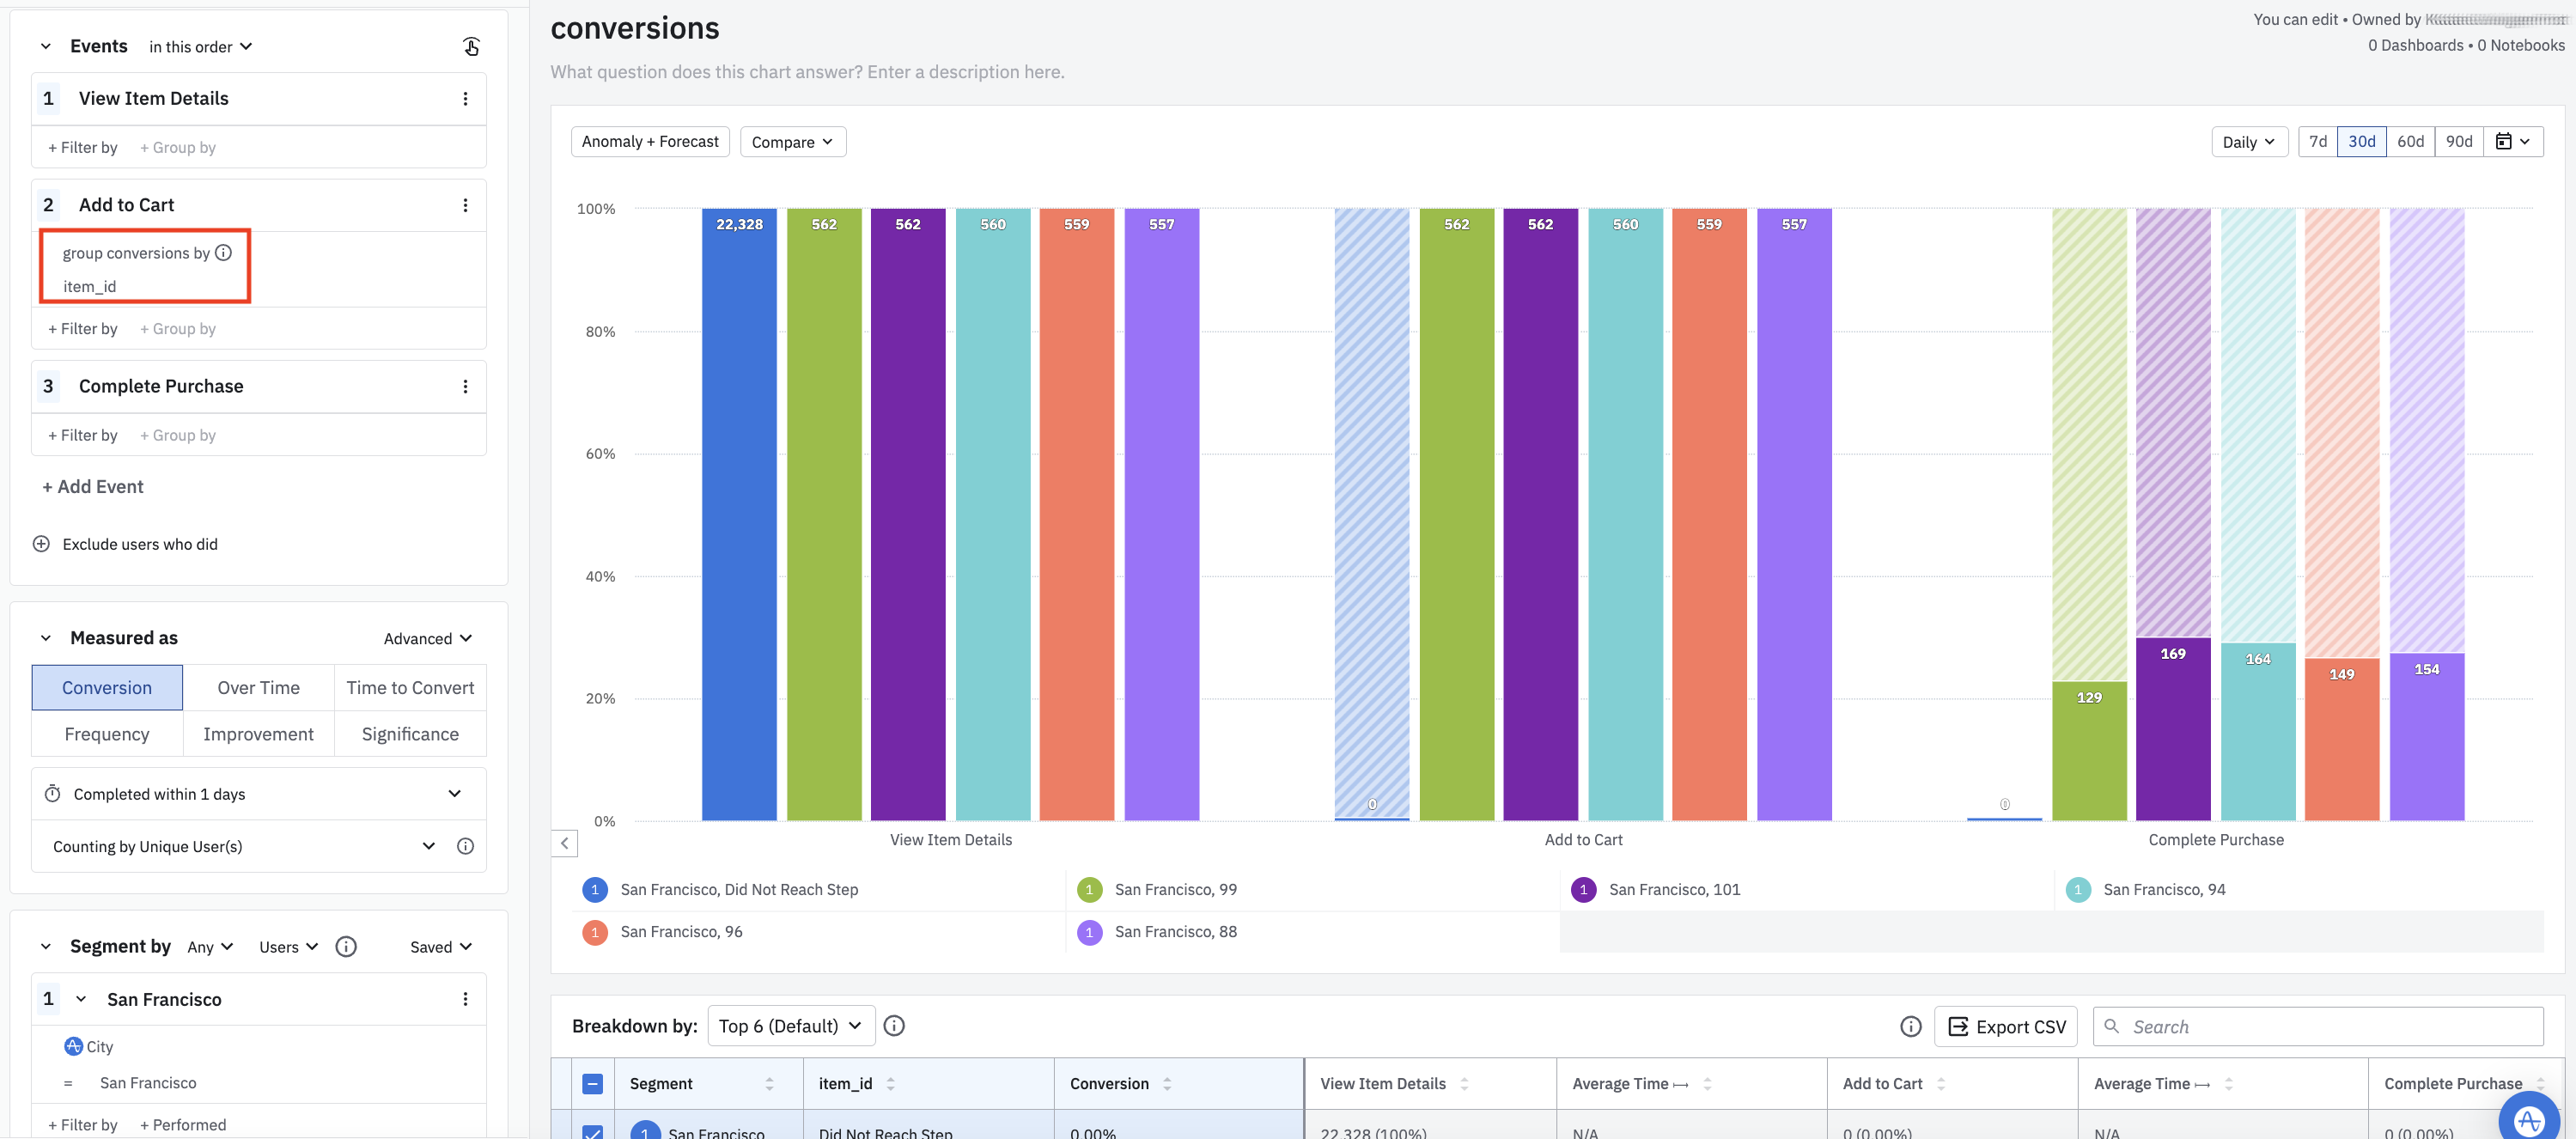 Events in this order
1 View Item Details
+ Filter by + Group by
2 Add to Cart
group conversions by
item_id
+ Filter by + Group by
3 Complete Purchase
+ Filter by + Group by
+ Add Event
Exclude users who did
Measured as Advanced
Conversion Over Time Time to Convert
Frequency Improvement Significance
Completed within 1 days
Counting by Unique User(s)
Segment by Any Users Saved
1 San Francisco
City
= San Francisco
+ Filter by + Performed
conversions
You can edit • Owned by
0 Dashboards • 0 Notebooks
What question does this chart answer? Enter a description here.
Anomaly + Forecast Compare
Daily 7d 30d 60d 90d
100%
80%
60%
40%
20%
0%
22,328 562 562 560 559 557
0 562 562 560 559 557
0 129 169 164 149 154
View Item Details Add to Cart Complete Purchase
1 San Francisco, Did Not Reach Step 1 San Francisco, 99 1 San Francisco, 101 1 San Francisco, 94
1 San Francisco, 96 1 San Francisco, 88
Breakdown by: Top 6 (Default) Export CSV Search
Segment item_id Conversion View Item Details Average Time Add to Cart Average Time Complete Purchase
1 San Francisco Did Not Reach Step 0.00% 22,328 (100%) N/A 0 (0.00%) N/A 0 (0.00%)